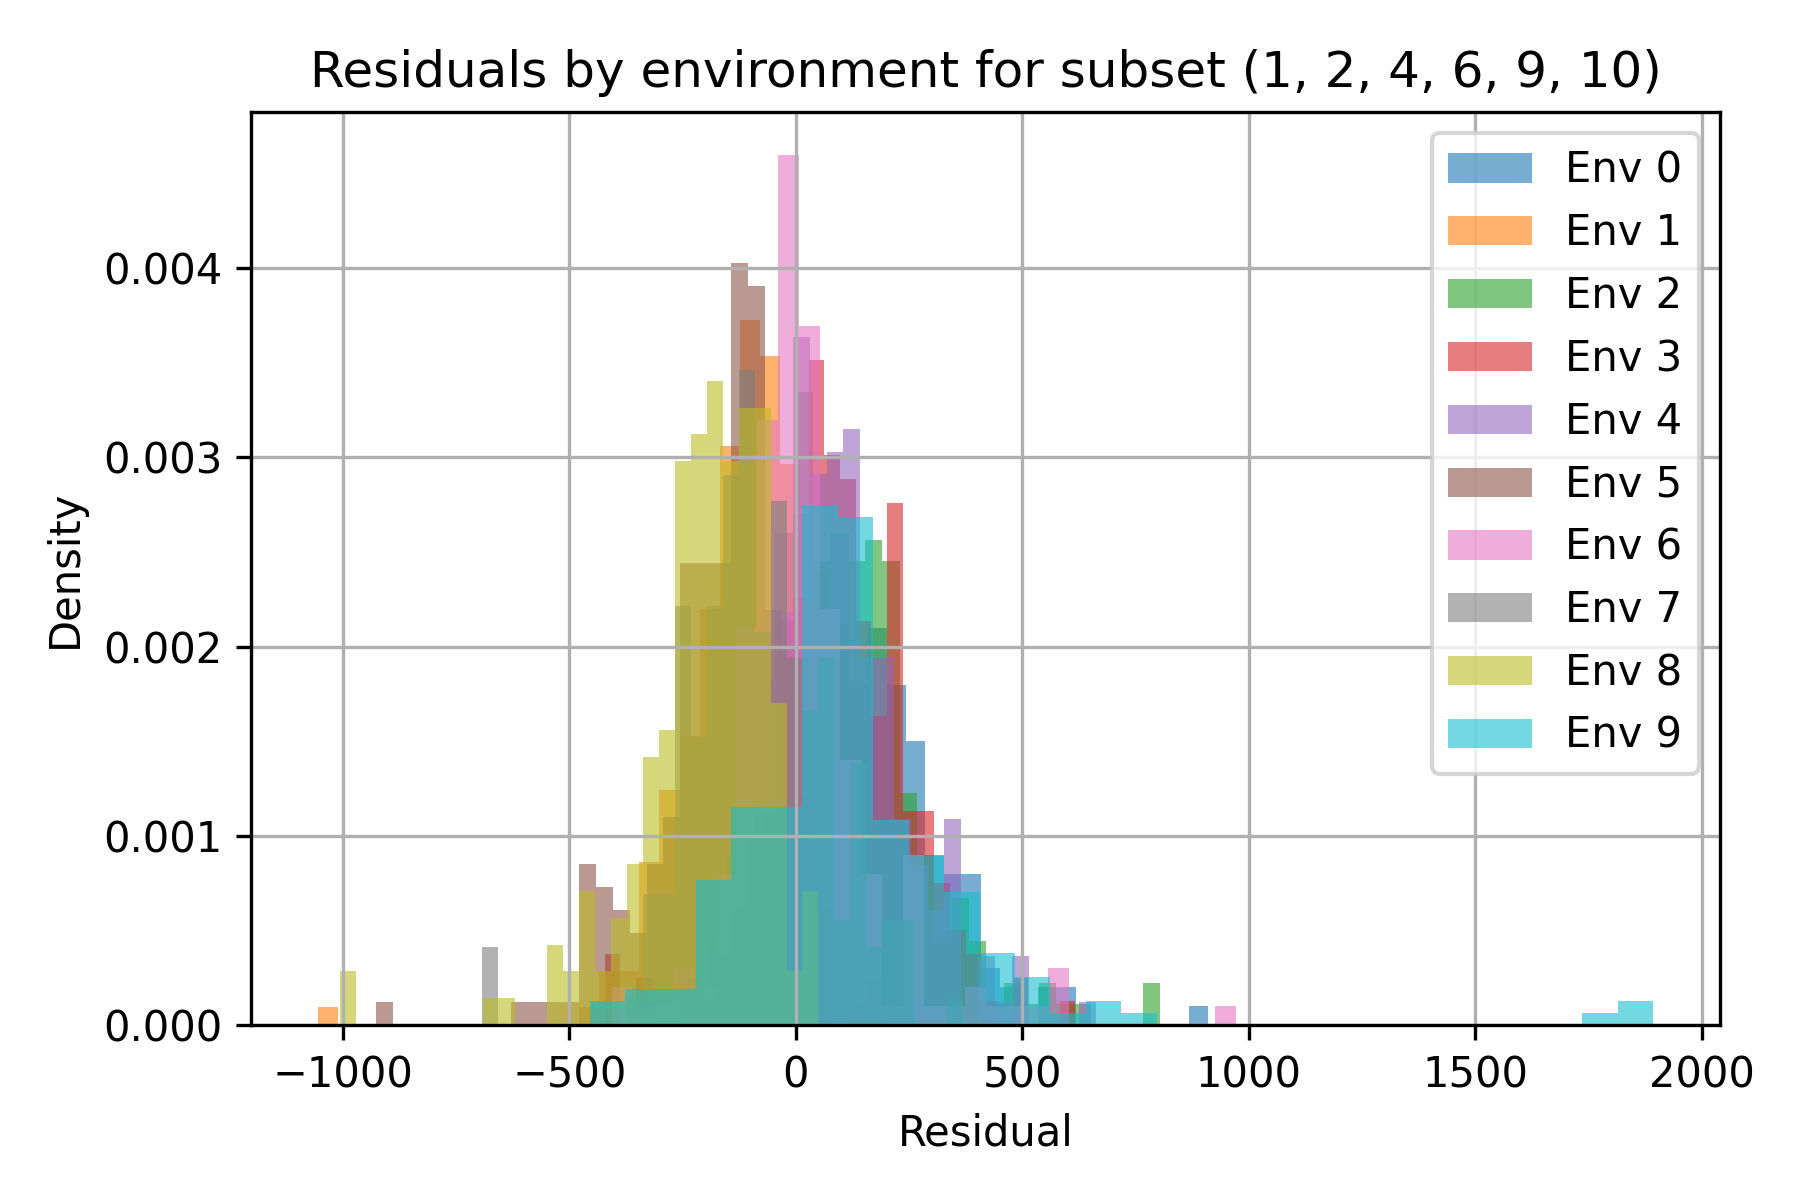 Residuals by environment for subset (1, 2, 4, 6, 9, 10)
Env 0
Env 1
Env 2
Env 3
Env 4
Env 5
Env 6
Env 7
Env 8
Env 9
0.004
0.003
0.002
0.001
0.000
Density
−1000 −500 0 500 1000 1500 2000
Residual